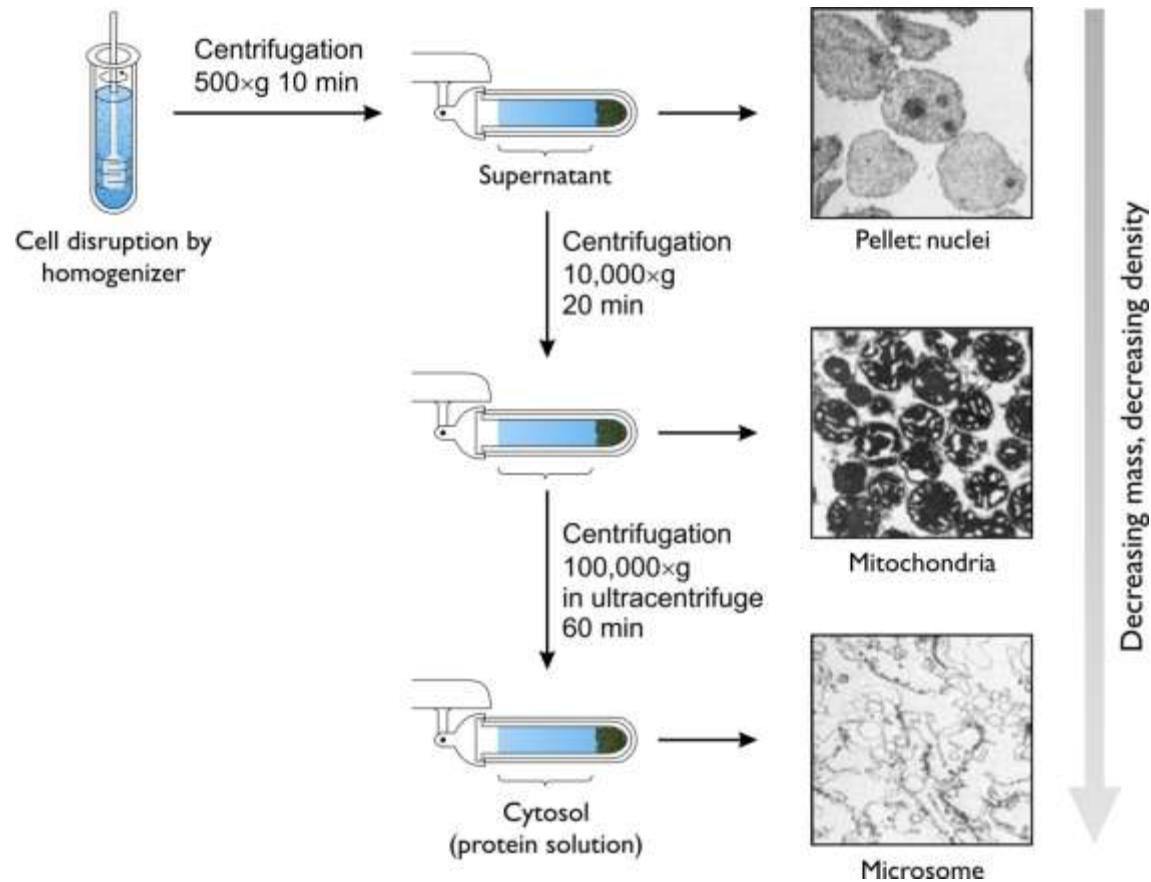 Centrifugation
500×g 10 min
Supernatant
Cell disruption by
homogenizer
Pellet: nuclei
Centrifugation
10,000×g
20 min
Mitochondria
Centrifugation
100,000×g
in ultracentrifuge
60 min
Cytosol
(protein solution)
Microsome
Decreasing mass, decreasing density